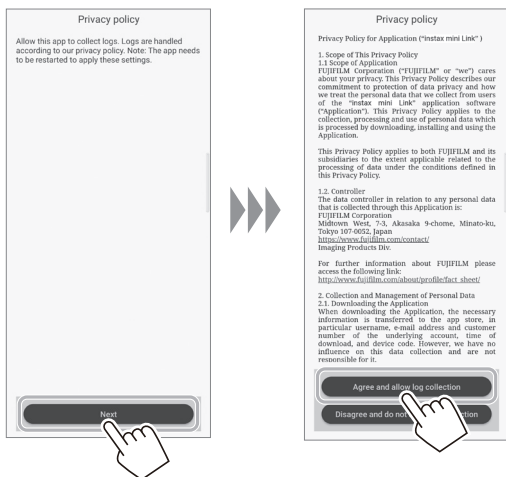 Privacy policy
Allow this app to collect logs. Logs are handled
according to our privacy policy. Note: The app needs
to be restarted to apply these settings.
Next
Privacy policy
Privacy Policy for Application ("instax mini Link" )
1. Scope of This Privacy Policy
1.1 Scope of Application
FUJIFILM Corporation ("FUJIFILM" or "we") cares
about your privacy. This Privacy Policy describes our
commitment to protection of data privacy and how
we treat the personal data that we collect from users
of the "instax mini Link" application software
("Application"). This Privacy Policy applies to the
collection, processing and use of personal data which
is processed by downloading, installing and using the
Application.
This Privacy Policy applies to both FUJIFILM and its
subsidiaries to the extent applicable related to the
processing of data under the conditions defined in
this Privacy Policy.
1.2. Controller
The data controller in relation to any personal data
that is collected through this Application is:
FUJIFILM Corporation
Midtown West, 7-3, Akasaka 9-chome, Minato-ku,
Tokyo 107-0052, Japan
https://www.fujifilm.com/contact/
Imaging Products Div.
For further information about FUJIFILM please
access the following link:
http://www.fujifilm.com/about/profile/fact_sheet/
2. Collection and Management of Personal Data
2.1. Downloading the Application
When downloading the Application, the necessary
information is transferred to the app store, in
particular username, e-mail address and customer
number of the underlying account, time of
download, and device code. However, we have no
influence on this data collection and are not
responsible for it.
Agree and allow log collection
Disagree and do not